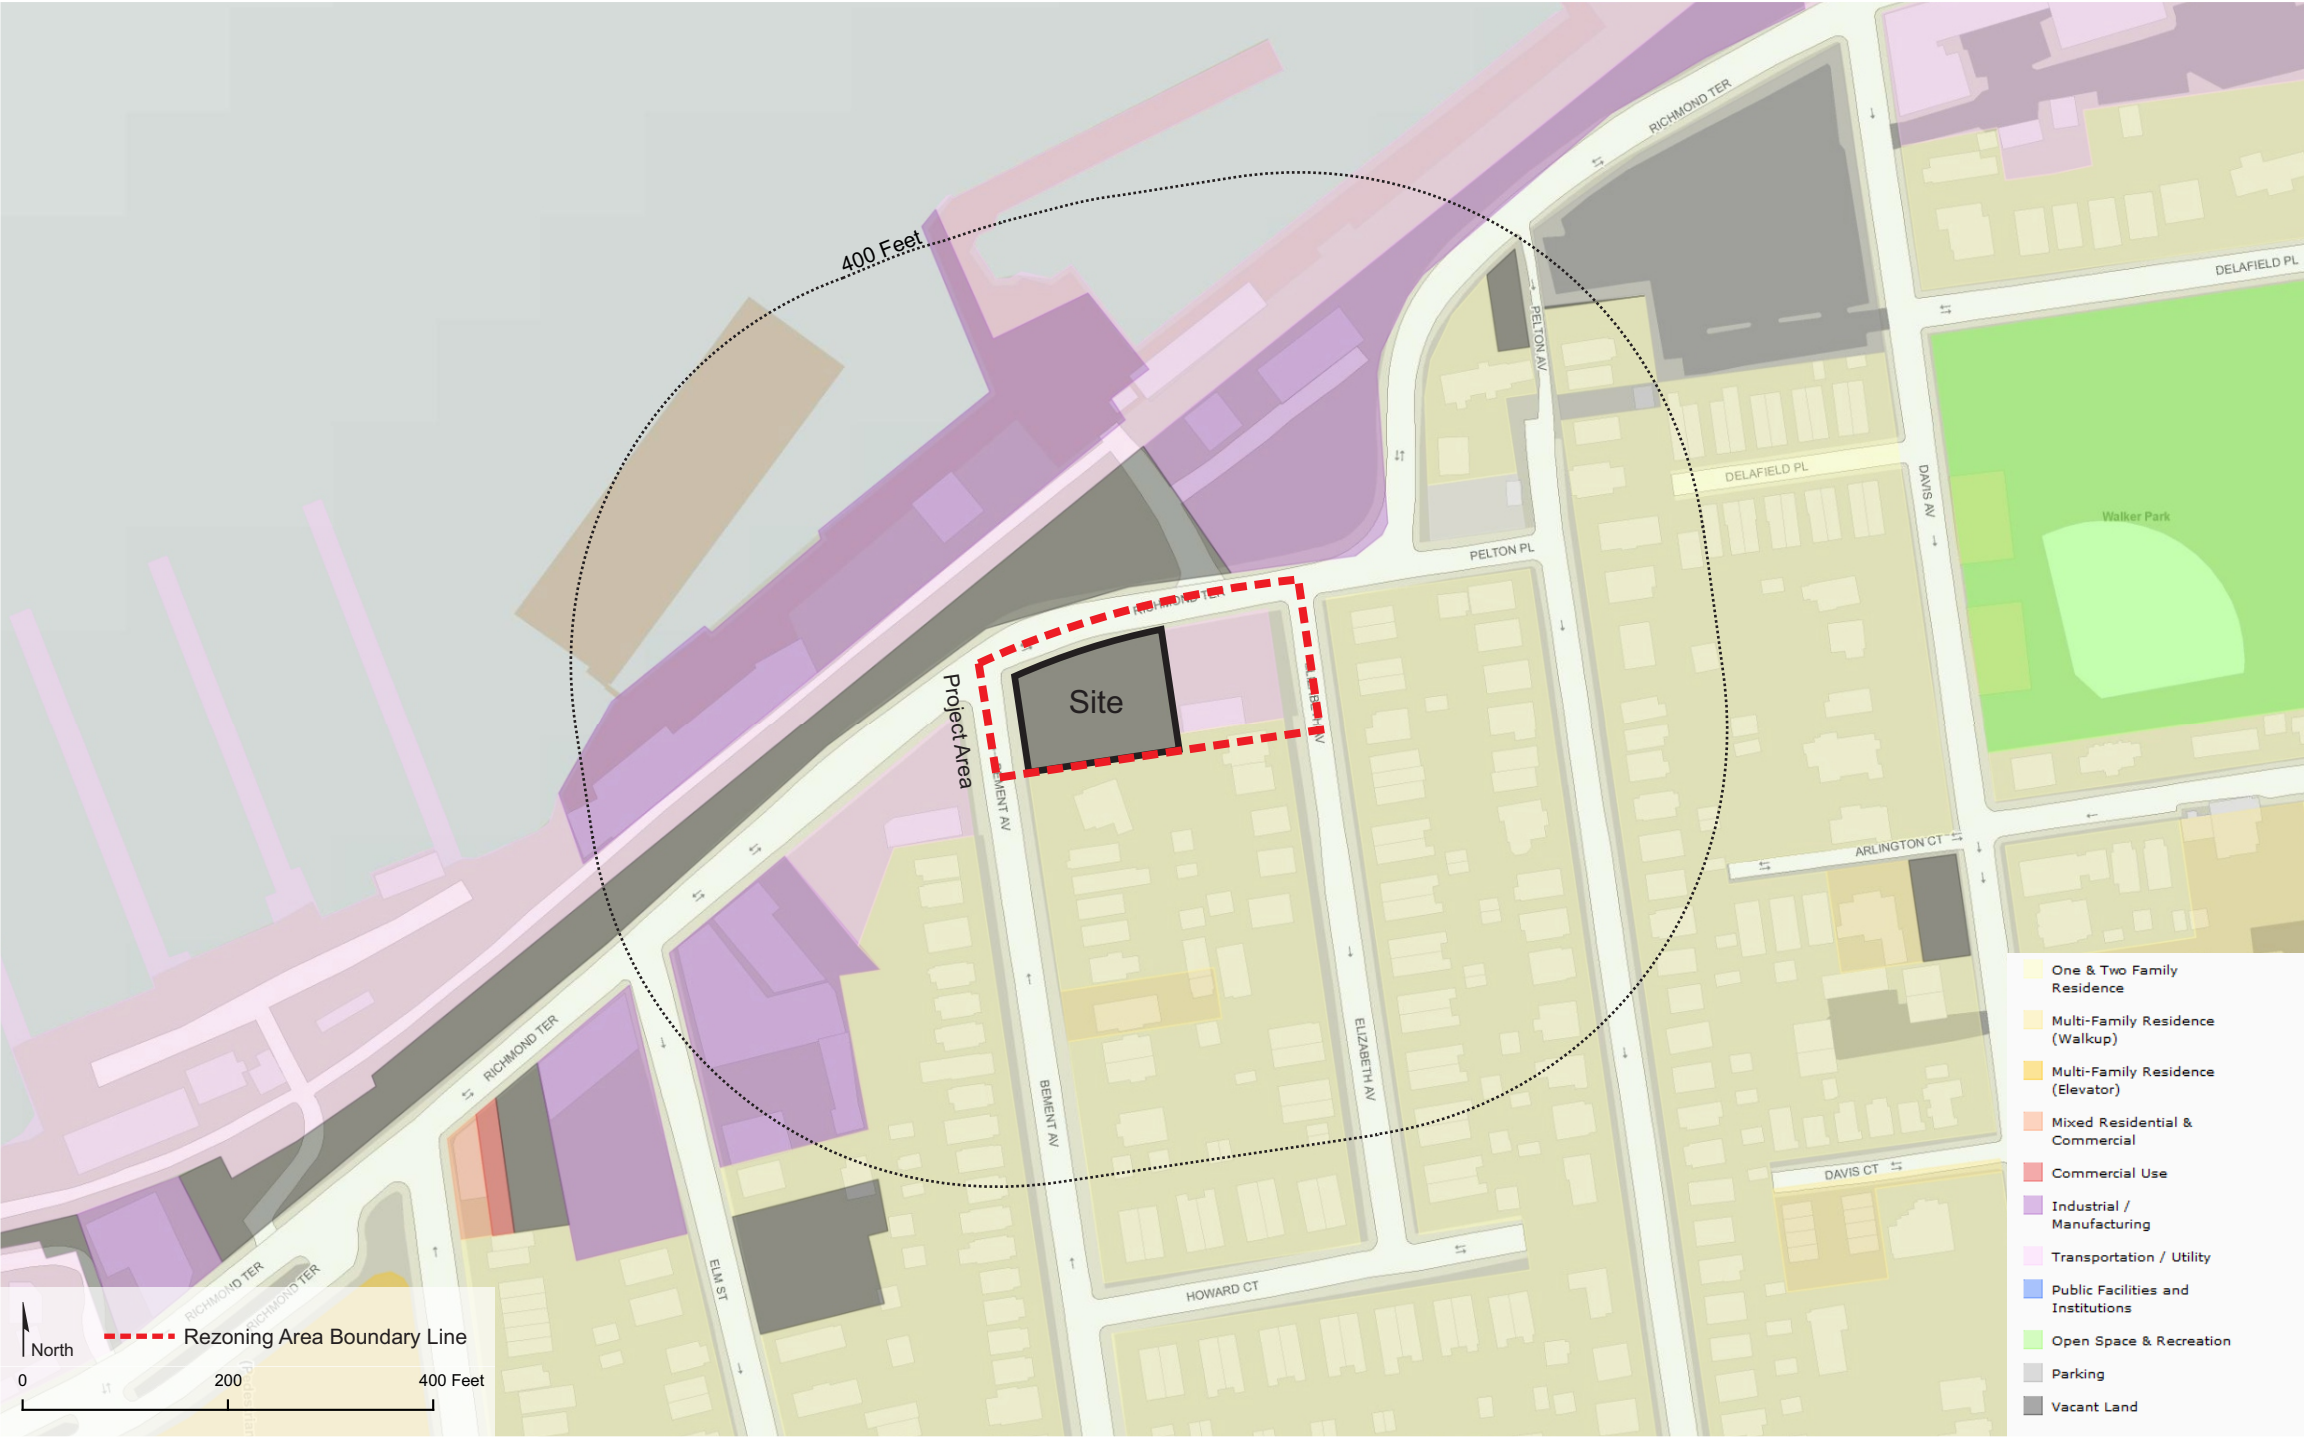 RICHMOND TER
400 Feet
DELAFIELD PL
PELTON AV
DELAFIELD PL
DAVIS AV
Walker Park
PELTON PL
RICHMOND TER
Project Area
Site
ELIZABETH AV
BEMENT AV
ARLINGTON CT
RICHMOND TER
ELIZABETH AV
BEMENT AV
DAVIS CT
ELM ST
HOWARD CT
RICHMOND TER
RICHMOND TER
North
Rezoning Area Boundary Line
0 200 400 Feet
One & Two Family
Residence
Multi-Family Residence
(Walkup)
Multi-Family Residence
(Elevator)
Mixed Residential &
Commercial
Commercial Use
Industrial /
Manufacturing
Transportation / Utility
Public Facilities and
Institutions
Open Space & Recreation
Parking
Vacant Land